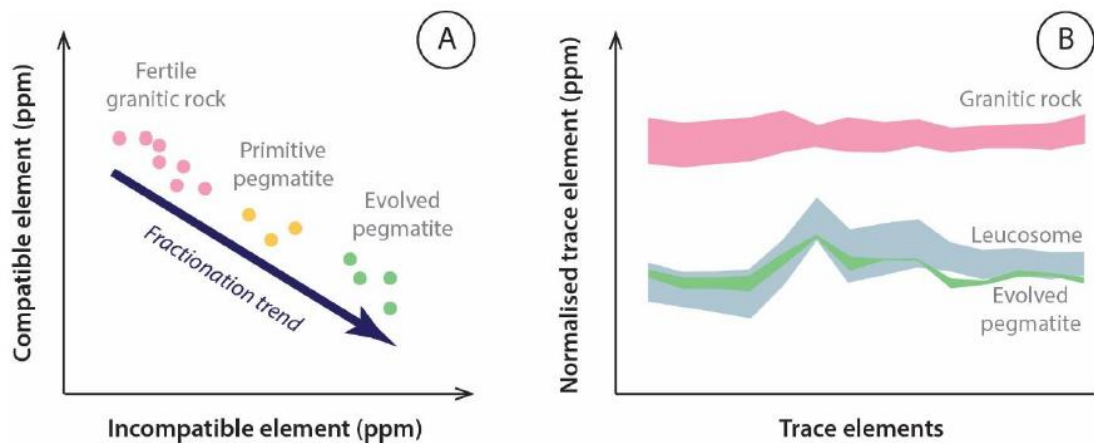 A
Compatible element (ppm)
Fertile
granitic rock
Primitive
pegmatite
Evolved
pegmatite
Fractionation trend
Incompatible element (ppm)
B
Normalised trace element (ppm)
Granitic rock
Leucosome
Evolved
pegmatite
Trace elements